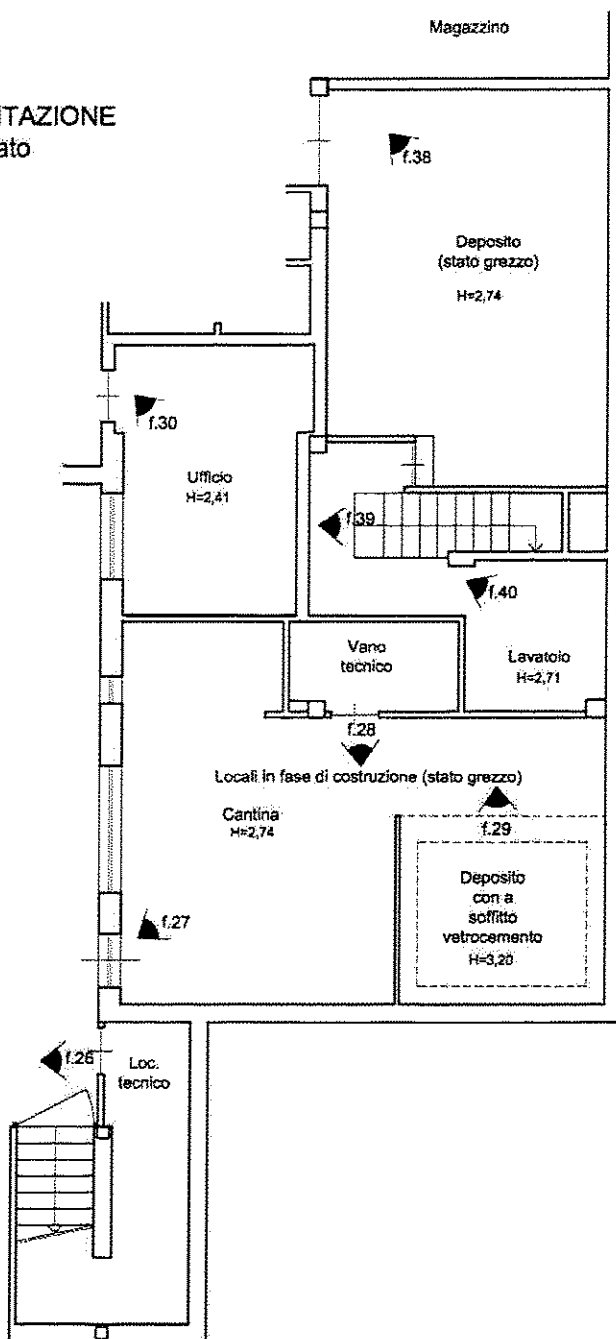 Magazzino
ITAZIONE
ato
f.38
Deposito
(stato grezzo)
H=2,74
f.30
Ufficio
H=2,41
f.39
f.40
Vano
tecnico
Lavatoio
H=2,71
f.28
Locali in fase di costruzione (stato grezzo)
Cantina
H=2,74
f.29
Deposito
con a
soffitto
vetrocemento
H=3,20
f.27
f.26
Loc.
tecnico